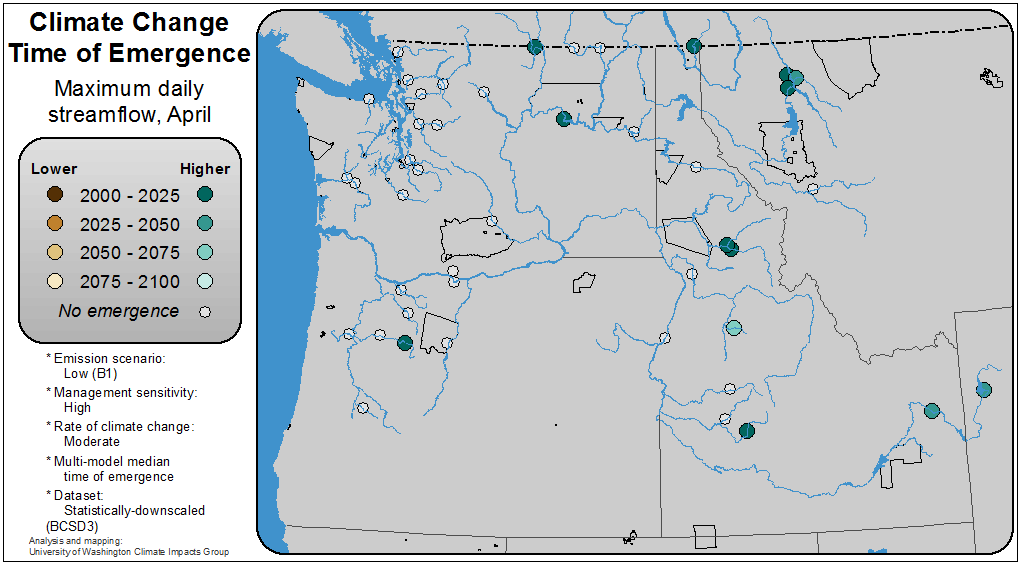 Climate Change
Time of Emergence
Maximum daily
streamflow, April
Lower Higher
2000 - 2025
2025 - 2050
2050 - 2075
2075 - 2100
No emergence
* Emission scenario:
Low (B1)
* Management sensitivity:
High
* Rate of climate change:
Moderate
* Multi-model median
time of emergence
* Dataset:
Statistically-downscaled
(BCSD3)
Analysis and mapping:
University of Washington Climate Impacts Group